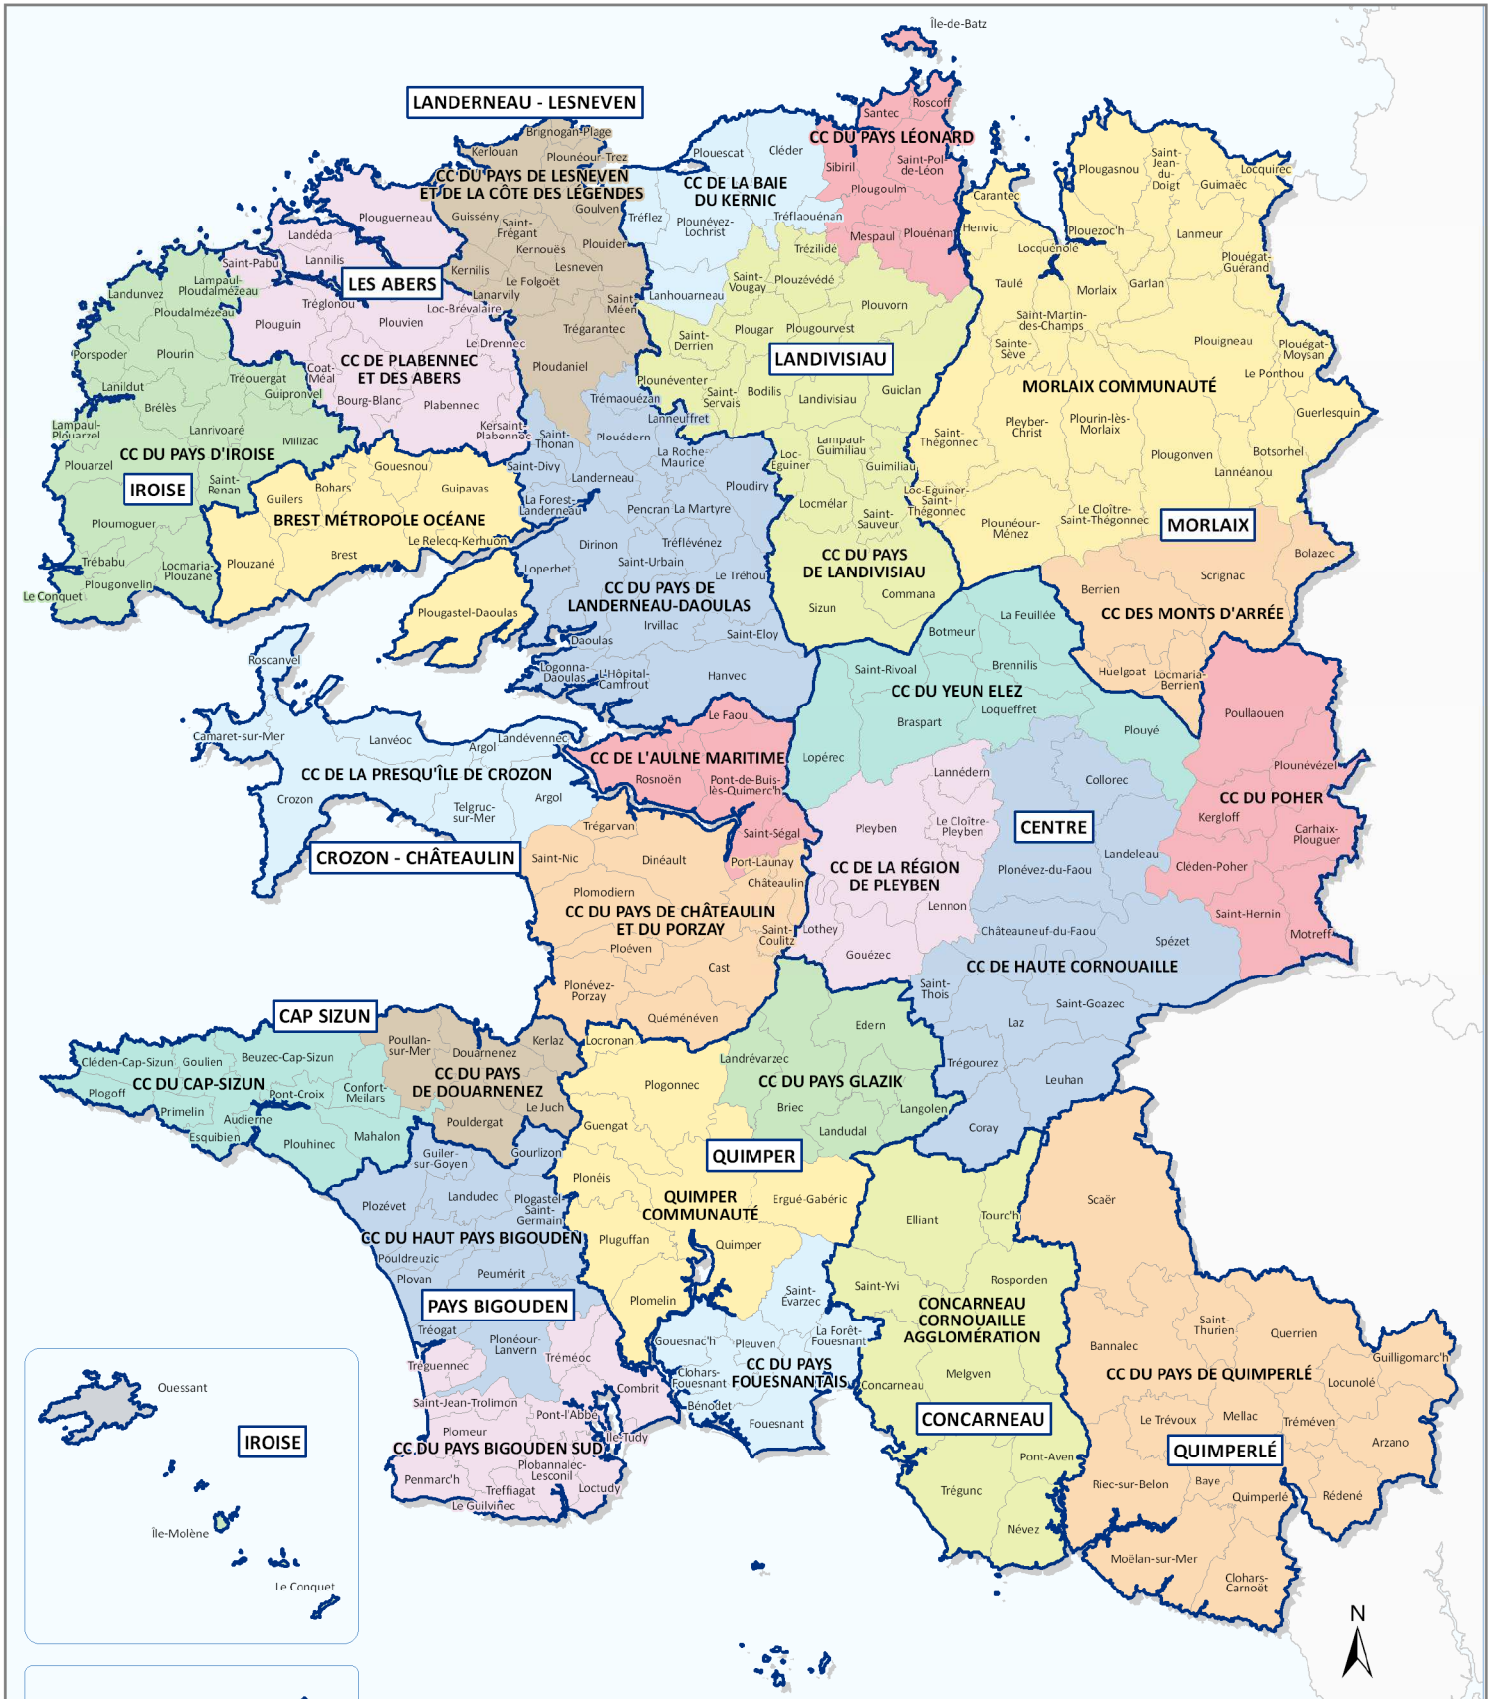 Île-de-Batz
LANDERNEAU - LESNEVEN
Roscoff
Santec
CC DU PAYS LÉONARD
Sibiril
Saint-Pol-
de-Léon
Plougoulm
Mespaul
Plouénan
Brignogan-Plage
Kerlouan
Plounéour-Trez
CC DU PAYS DE LESNEVEN
ET DE LA CÔTE DES LÉGENDES
Goulven
Guissény
Saint-
Frégant
Kernouës
Plouider
Kernilis
Le Folgoët
Lesneven
Lanarvily
Saint-
Méen
Trégarantec
Ploudaniel
Plouescat
Cléder
CC DE LA BAIE
DU KERNIC
Tréflez
Plounévez-
Lochrist
Tréflaouénan
Lanhouarneau
Trézilidé
Saint-
Vougay
Plouzévédé
Plouvorn
Plougar
Plougourvest
Saint-
Derrien
LANDIVISIAU
Plounéventer
Saint-
Servais
Bodilis
Landivisiau
Guiclan
Lampaul-
Guimiliau
Loc-
Eguiner
Guimiliau
Locmélar
Saint-
Sauveur
Loc-Eguiner-
Saint-
Thégonnec
CC DU PAYS
DE LANDIVISIAU
Commana
Sizun
Carantec
Henvic
Locquénolé
Plougasnou
Saint-
Jean-
du-
Doigt
Guimaëc
Locquirec
Plouezoc'h
Lanmeur
Plouégat-
Guérand
Taulé
Morlaix
Garlan
Saint-Martin-
des-Champs
Sainte-
Sève
Plouigneau
Plouégat-
Moysan
Le Ponthou
MORLAIX COMMUNAUTÉ
Guerlesquin
Pleyber-
Christ
Plourin-lès-
Morlaix
Saint-
Thégonnec
Plougonven
Botsorhel
Lannéanou
Le Cloître-
Saint-Thégonnec
Plounéour-
Ménez
MORLAIX
Bolazec
Scrignac
Berrien
CC DES MONTS D'ARRÉE
Huelgoat
Locmaria-
Berrien
Plouguerneau
Landéda
Lannilis
Saint-Pabu
LES ABERS
Tréglonou
Loc-Brévalaire
Plouguin
Plouvien
Le Drennec
CC DE PLABENNEC
ET DES ABERS
Coat-
Méal
Bourg-Blanc
Plabennec
Kersaint-
Plabennec
Lampaul-
Ploudalmézeau
Landunvez
Ploudalmézeau
Porspoder
Plourin
Tréouergat
Guipronvel
Lanildut
Brélès
Lanrivoaré
Milizac
Lampaul-
Plouarzel
CC DU PAYS D'IROISE
Plouarzel
IROISE
Saint-
Renan
Ploumoguer
Trébabu
Locmaria-
Plouzané
Plougonvelin
Le Conquet
Gouesnou
Bohars
Guipavas
Guilers
BREST MÉTROPOLE OCÉANE
Le Relecq-Kerhuon
Brest
Plouzané
Plougastel-Daoulas
Trémaouézan
Lanneuffret
Plouédern
Saint-
Thonan
Saint-Divy
La Roche-
Maurice
Landerneau
Ploudiry
La Forest-
Landerneau
Pencran
La Martyre
Dirinon
Tréflévénez
Saint-Urbain
Loperhet
Le Tréhou
CC DU PAYS DE
LANDERNEAU-DAOULAS
Irvillac
Saint-Eloy
Daoulas
Logonna-
Daoulas
L'Hôpital-
Camfrout
Hanvec
Roscanvel
Camaret-sur-Mer
Lanvéoc
Argol
Landévennec
CC DE LA PRESQU'ÎLE DE CROZON
Crozon
Telgruc-
sur-Mer
Argol
CROZON - CHÂTEAULIN
Le Faou
CC DE L'AULNE MARITIME
Rosnoën
Pont-de-Buis-
lès-Quimerc'h
Saint-Ségal
Trégarvan
Saint-Nic
Dinéault
Port-Launay
Châteaulin
Plomodiern
CC DU PAYS DE CHÂTEAULIN
ET DU PORZAY
Saint-
Coulitz
Ploéven
Cast
Plonévez-
Porzay
Quéménéven
La Feuillée
Botmeur
Saint-Rivoal
Brennilis
CC DU YEUN ELEZ
Loqueffret
Braspart
Plouyé
Lopérec
Lannédern
Le Cloître-
Pleyben
Pleyben
CC DE LA RÉGION
DE PLEYBEN
Lennon
Lothey
Gouézec
CENTRE
Collorec
Landeleau
Plonévez-du-Faou
Châteauneuf-du-Faou
Spézet
CC DE HAUTE CORNOUAILLE
Saint-
Thois
Saint-Goazec
Laz
Trégourez
Leuhan
Coray
Poullaouen
Plounévézel
CC DU POHER
Kergloff
Carhaix-
Plouguer
Cléden-Poher
Saint-Hernin
Motreff
CAP SIZUN
Cléden-Cap-Sizun
Goulien
Beuzec-Cap-Sizun
CC DU CAP-SIZUN
Plogoff
Pont-Croix
Confort-
Meilars
Primelin
Audierne
Esquibien
Plouhinec
Mahalon
Poullan-
sur-Mer
Douarnenez
Kerlaz
CC DU PAYS
DE DOUARNENEZ
Le Juch
Pouldergat
Locronan
Plogonnec
Guengat
QUIMPER
Plonéis
QUIMPER
COMMUNAUTÉ
Ergué-Gabéric
Pluguffan
Quimper
Plomelin
Edern
Landrévarzec
CC DU PAYS GLAZIK
Briec
Langolen
Landudal
Guiler-
sur-Goyen
Gourlizon
Plozévet
Landudec
Plogastel-
Saint-
Germain
CC DU HAUT PAYS BIGOUDEN
Pouldreuzic
Plovan
Peumérit
PAYS BIGOUDEN
Tréogat
Plonéour-
Lanvern
Tréguennec
Tréméoc
Combrit
Saint-Jean-Trolimon
Pont-l'Abbé
Plomeur
Île-Tudy
CC DU PAYS BIGOUDEN SUD
Plobannalec-
Lesconil
Penmarc'h
Treffiagat
Loctudy
Le Guilvinec
Saint-
Évarzec
Gouesnac'h
Pleuven
La Forêt-
Fouesnant
CC DU PAYS
FOUESNANTAIS
Clohars-
Fouesnant
Bénodet
Fouesnant
Elliant
Tourc'h
Saint-Yvi
Rosporden
CONCARNEAU
CORNOUAILLE
AGGLOMÉRATION
Melgven
Concarneau
CONCARNEAU
Pont-Aven
Trégunc
Névez
Scaër
Saint-
Thurien
Querrien
Bannalec
Guilligomarc'h
CC DU PAYS DE QUIMPERLÉ
Locunolé
Le Trévoux
Mellac
Tréméven
QUIMPERLÉ
Arzano
Riec-sur-Belon
Baye
Quimperlé
Rédené
Moëlan-sur-Mer
Clohars-
Carnoët
Ouessant
IROISE
Île-Molène
Le Conquet
N